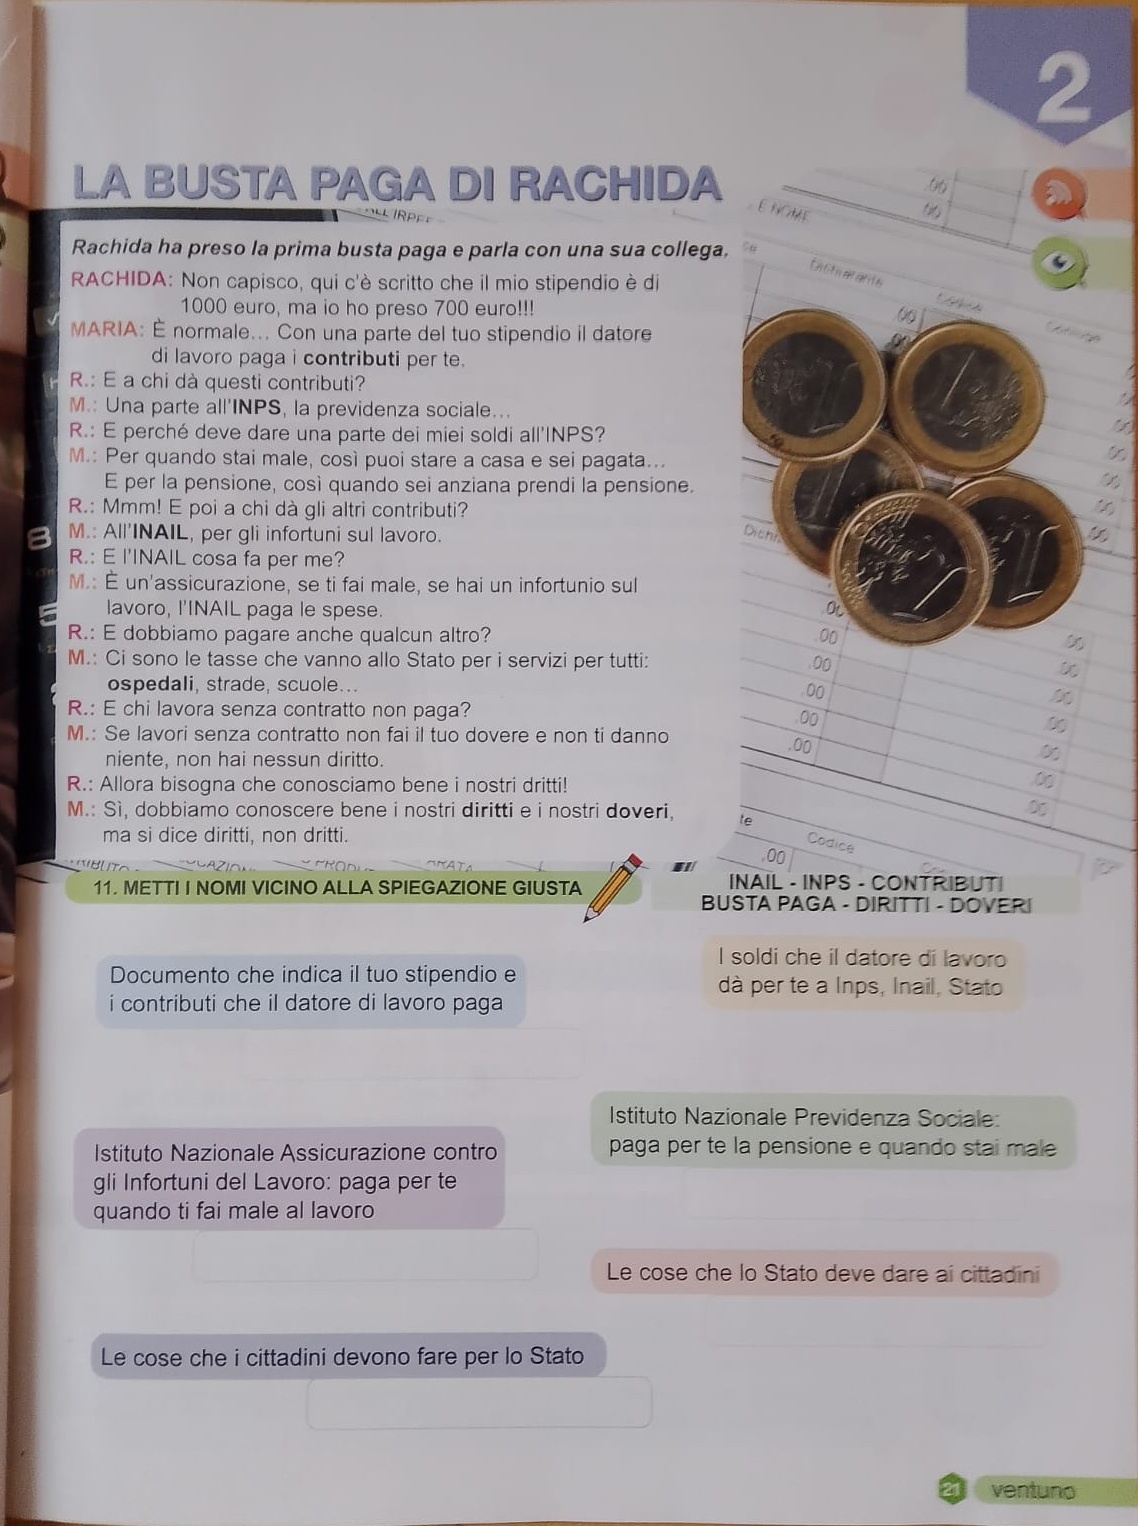 2
LA BUSTA PAGA DI RACHIDA
Rachida ha preso la prima busta paga e parla con una sua collega.
RACHIDA: Non capisco, qui c'è scritto che il mio stipendio è di
1000 euro, ma io ho preso 700 euro!!!
MARIA: È normale... Con una parte del tuo stipendio il datore
di lavoro paga i contributi per te.
R.: E a chi dà questi contributi?
M.: Una parte all'INPS, la previdenza sociale...
R.: E perché deve dare una parte dei miei soldi all'INPS?
M.: Per quando stai male, così puoi stare a casa e sei pagata...
E per la pensione, così quando sei anziana prendi la pensione.
R.: Mmm! E poi a chi dà gli altri contributi?
M.: All'INAIL, per gli infortuni sul lavoro.
R.: E l'INAIL cosa fa per me?
M.: È un'assicurazione, se ti fai male, se hai un infortunio sul
lavoro, l'INAIL paga le spese.
R.: E dobbiamo pagare anche qualcun altro?
M.: Ci sono le tasse che vanno allo Stato per i servizi per tutti:
ospedali, strade, scuole...
R.: E chi lavora senza contratto non paga?
M.: Se lavori senza contratto non fai il tuo dovere e non ti danno
niente, non hai nessun diritto.
R.: Allora bisogna che conosciamo bene i nostri dritti!
M.: Sì, dobbiamo conoscere bene i nostri diritti e i nostri doveri,
ma si dice diritti, non dritti.
E NOME
Codice
.00
11. METTI I NOMI VICINO ALLA SPIEGAZIONE GIUSTA
INAIL - INPS - CONTRIBUTI
BUSTA PAGA - DIRITTI - DOVERI
Documento che indica il tuo stipendio e
i contributi che il datore di lavoro paga
I soldi che il datore di lavoro
dà per te a Inps, Inail, Stato
Istituto Nazionale Previdenza Sociale:
paga per te la pensione e quando stai male
Istituto Nazionale Assicurazione contro
gli Infortuni del Lavoro: paga per te
quando ti fai male al lavoro
Le cose che lo Stato deve dare ai cittadini
Le cose che i cittadini devono fare per lo Stato
21 ventuno